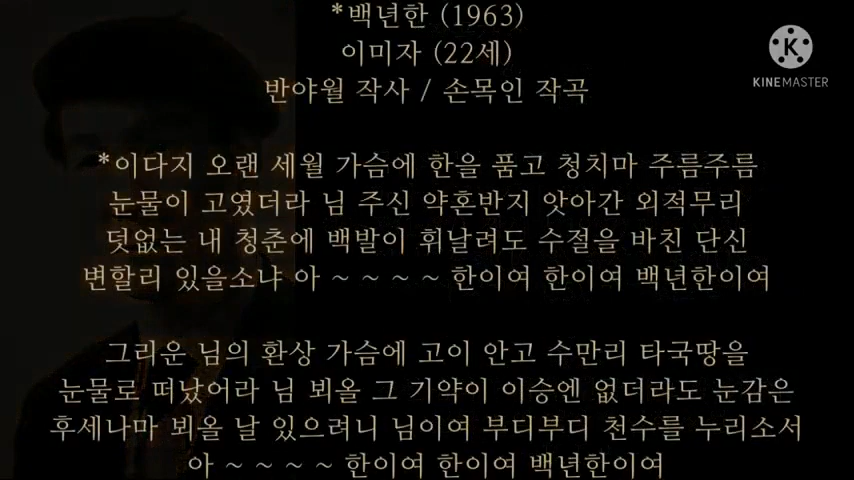 *백년한 (1963)
이미자 (22세)
반야월 작사 / 손목인 작곡
KINEMASTER
*이다지 오랜 세월 가슴에 한을 품고 청치마 주름주름
눈물이 고였더라 님 주신 약혼반지 앗아간 외적무리
덧없는 내 청춘에 백발이 휘날려도 수절을 바친 단신
변할리 있을소냐 아 ~ ~ ~ ~ 한이여 한이여 백년한이여
그리운 님의 환상 가슴에 고이 안고 수만리 타국땅을
눈물로 떠났어라 님 뵈올 그 기약이 이승엔 없더라도 눈감은
후세나마 뵈올 날 있으려니 님이여 부디부디 천수를 누리소서
아 ~ ~ ~ ~ 한이여 한이여 백년한이여